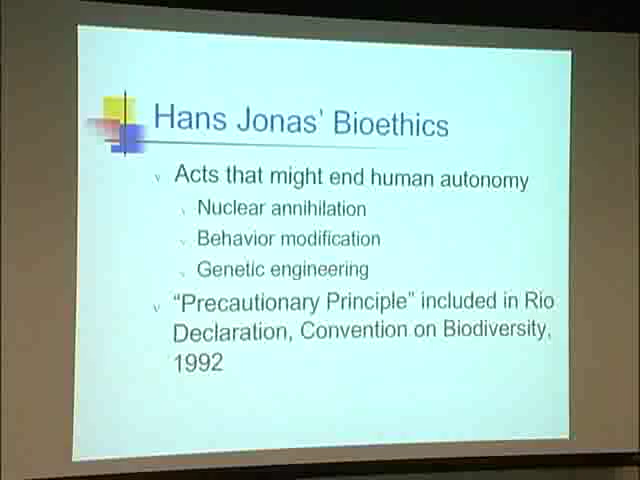 Hans Jonas' Bioethics
Acts that might end human autonomy
Nuclear annihilation
Behavior modification
Genetic engineering
"Precautionary Principle" included in Rio
Declaration, Convention on Biodiversity,
1992